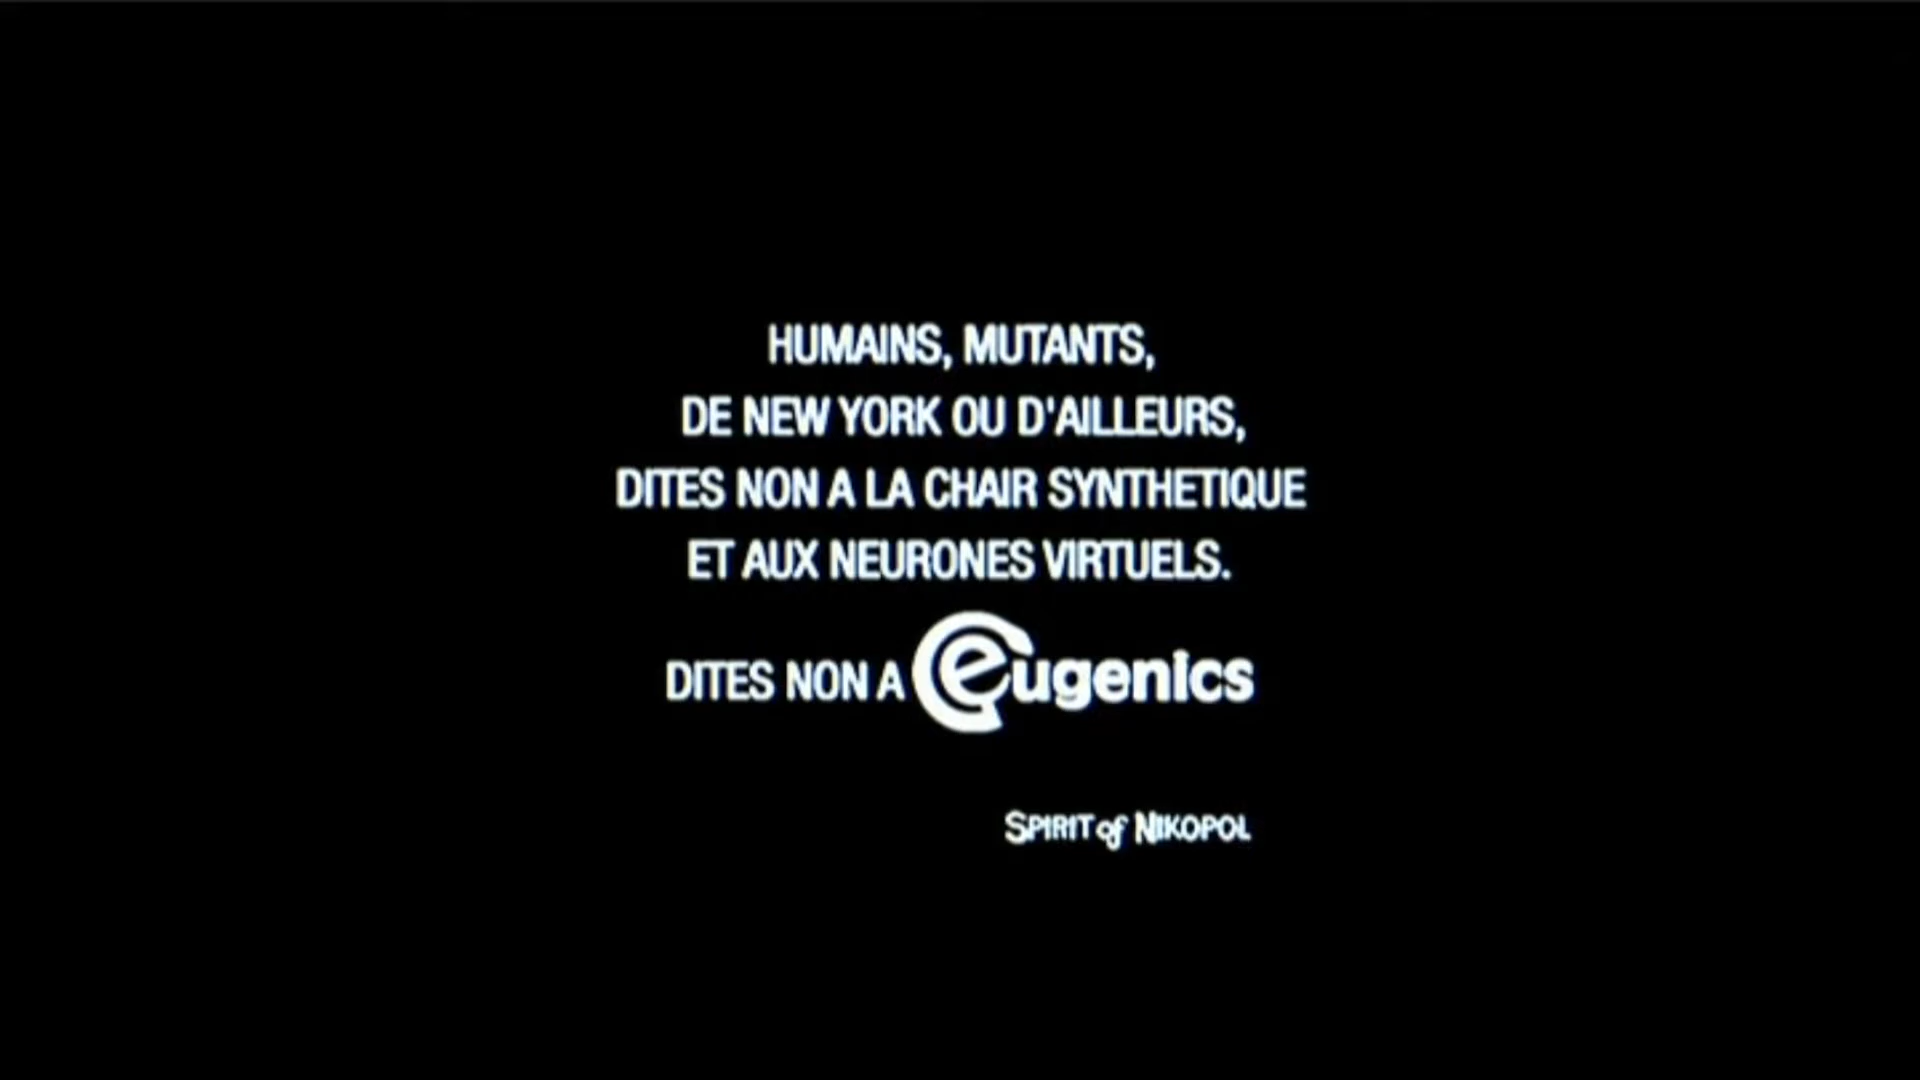 HUMAINS, MUTANTS,
DE NEW YORK OU D'AILLEURS,
DITES NON A LA CHAIR SYNTHETIQUE
ET AUX NEURONES VIRTUELS.
DITES NON A eugenics
SPIRIT of NIKOPOL